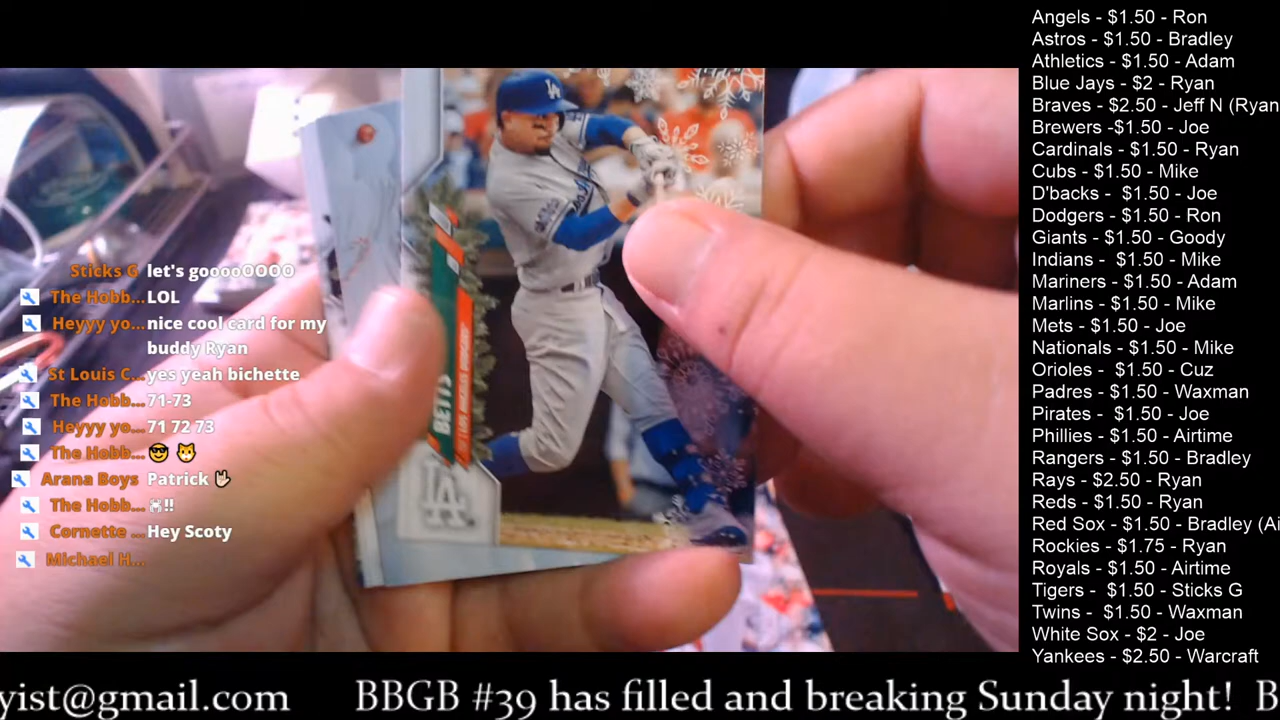 Sticks G let's gooooOOOO
The Hobb... LOL
Heyyy yo... nice cool card for my
buddy Ryan
St Louis C... yes yeah bichette
The Hobb... 71-73
Heyyy yo... 71 72 73
The Hobb... 😎 😼
Arana Boys Patrick 🤘
The Hobb... !!
Cornette ... Hey Scoty
Michael H...
LA
BETTS
LOS ANGELES DODGERS
LA
Angels - $1.50 - Ron
Astros - $1.50 - Bradley
Athletics - $1.50 - Adam
Blue Jays - $2 - Ryan
Braves - $2.50 - Jeff N (Ryan
Brewers -$1.50 - Joe
Cardinals - $1.50 - Ryan
Cubs - $1.50 - Mike
D'backs - $1.50 - Joe
Dodgers - $1.50 - Ron
Giants - $1.50 - Goody
Indians - $1.50 - Mike
Mariners - $1.50 - Adam
Marlins - $1.50 - Mike
Mets - $1.50 - Joe
Nationals - $1.50 - Mike
Orioles - $1.50 - Cuz
Padres - $1.50 - Waxman
Pirates - $1.50 - Joe
Phillies - $1.50 - Airtime
Rangers - $1.50 - Bradley
Rays - $2.50 - Ryan
Reds - $1.50 - Ryan
Red Sox - $1.50 - Bradley (Ai
Rockies - $1.75 - Ryan
Royals - $1.50 - Airtime
Tigers - $1.50 - Sticks G
Twins - $1.50 - Waxman
White Sox - $2 - Joe
Yankees - $2.50 - Warcraft
yist@gmail.com BBGB #39 has filled and breaking Sunday night! B